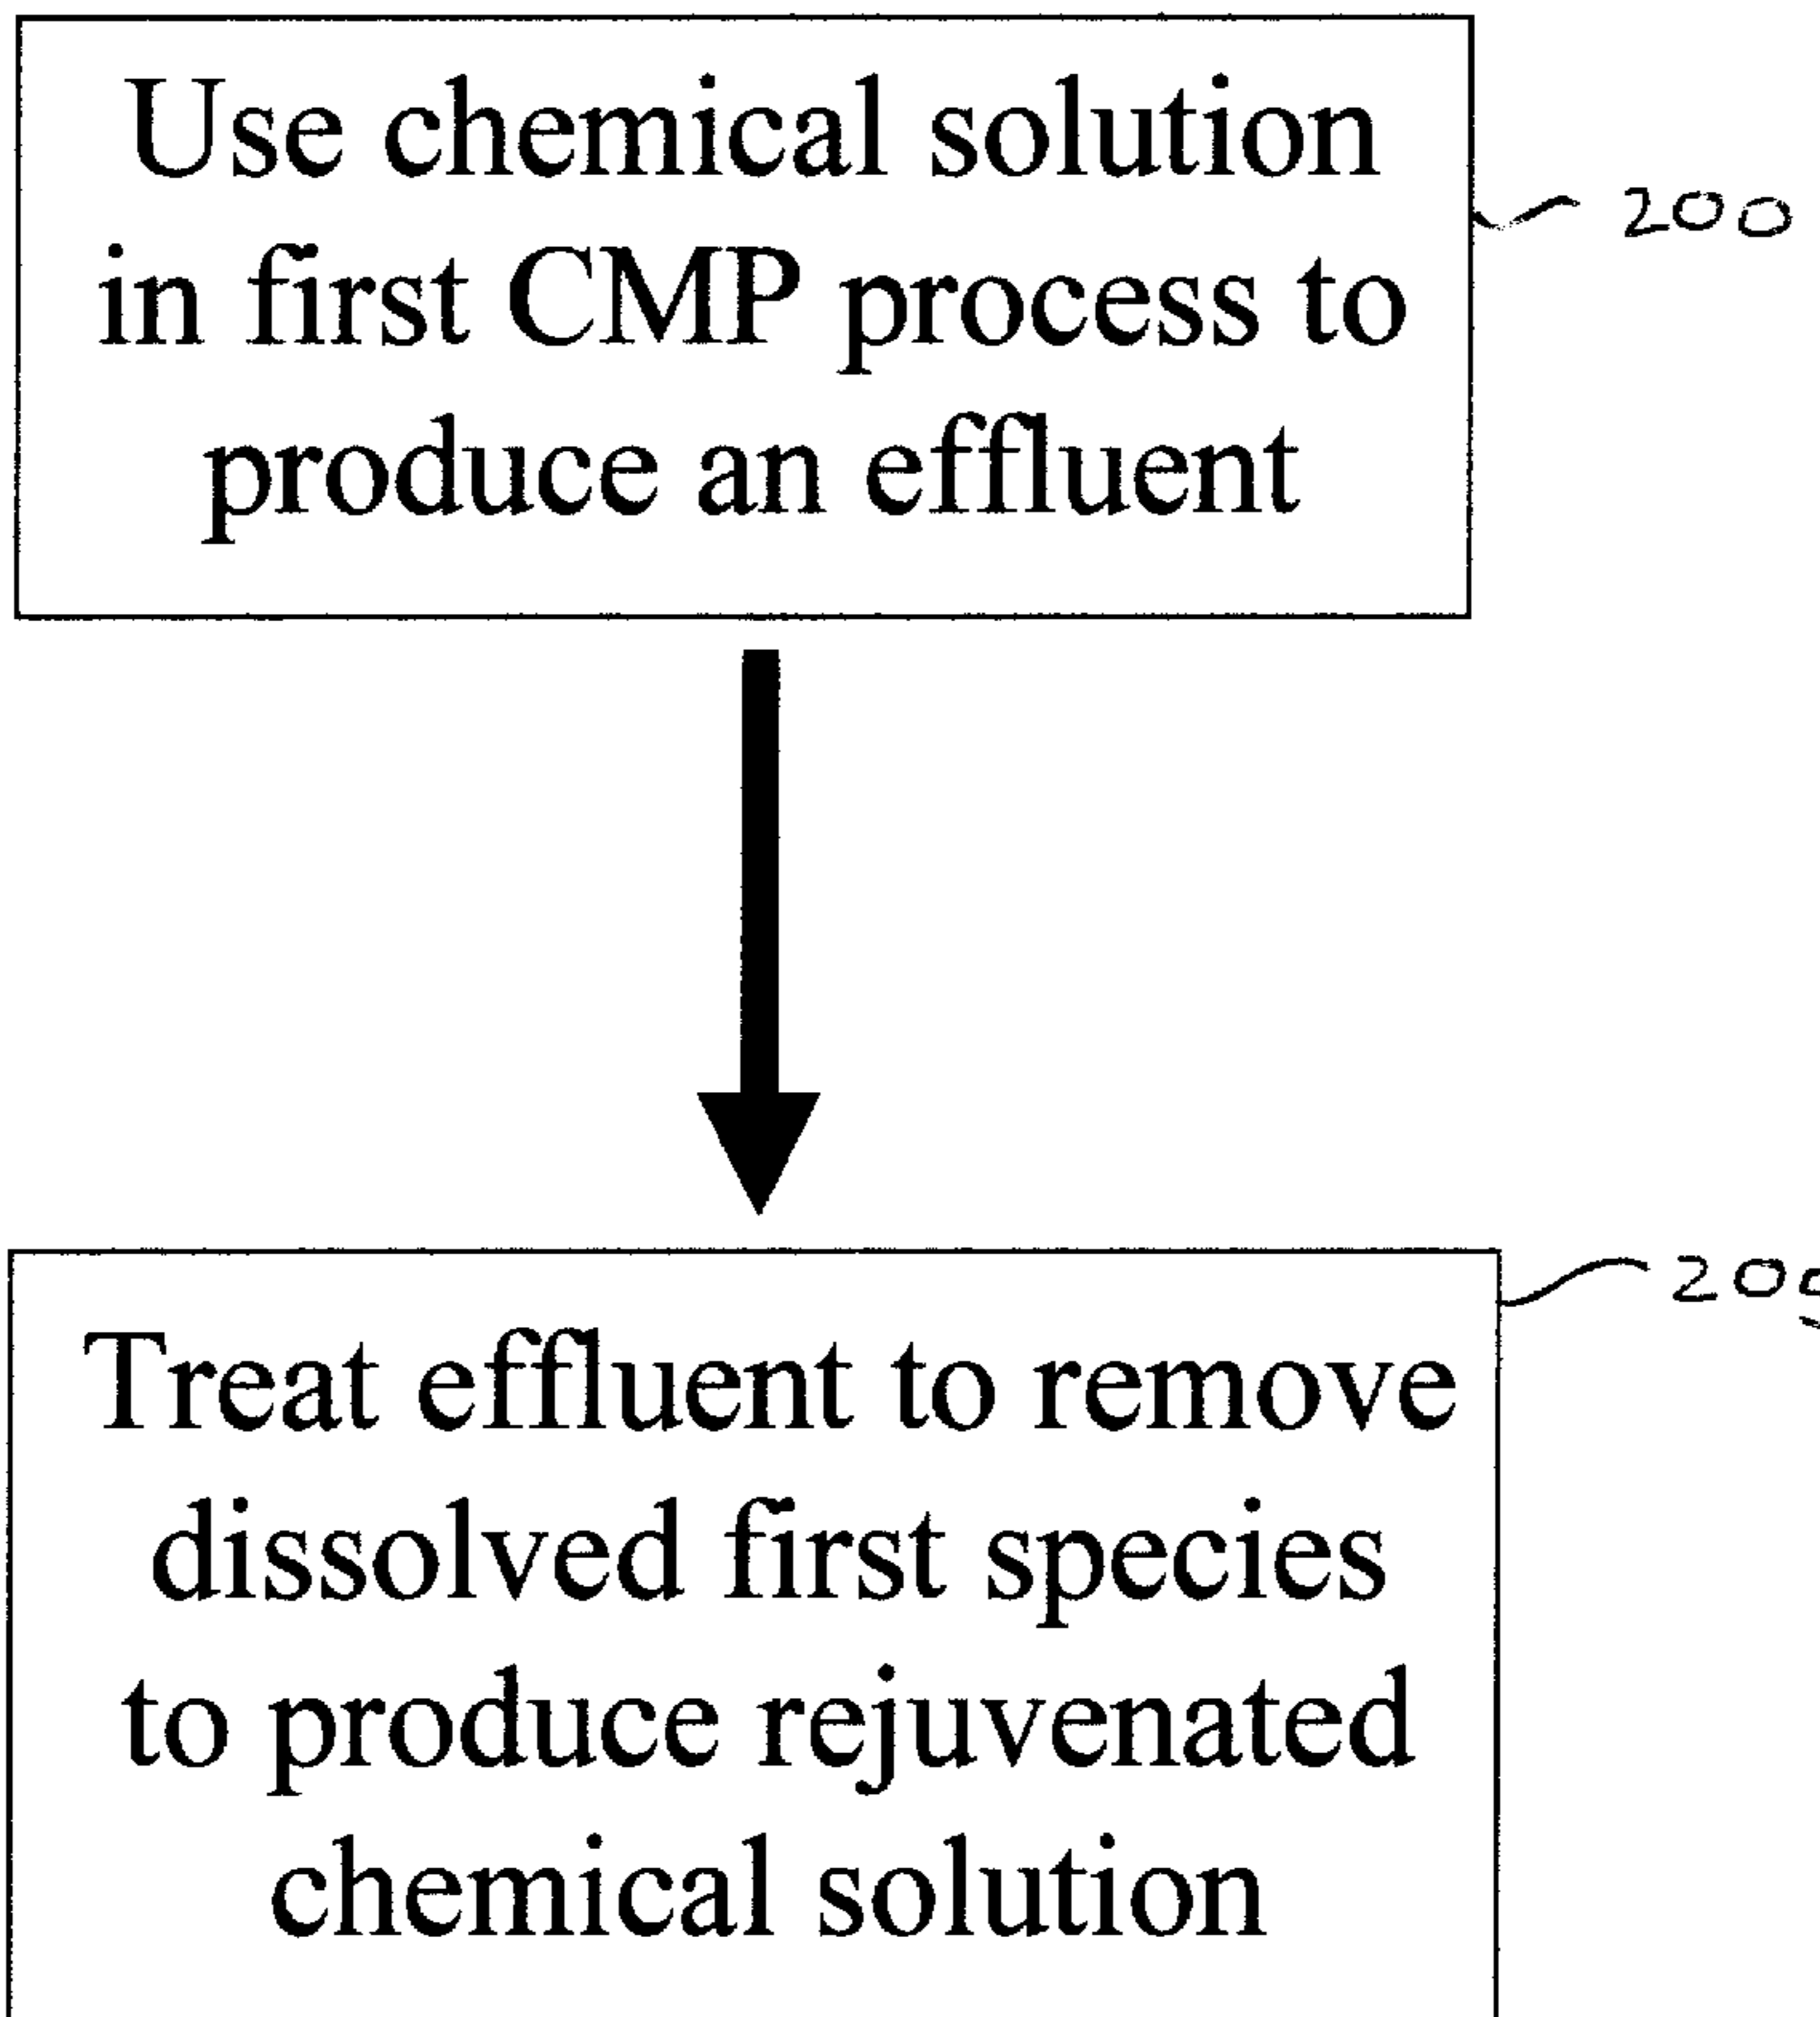 Use chemical solution
in first CMP process to
produce an effluent
200
Treat effluent to remove
dissolved first species
to produce rejuvenated
chemical solution